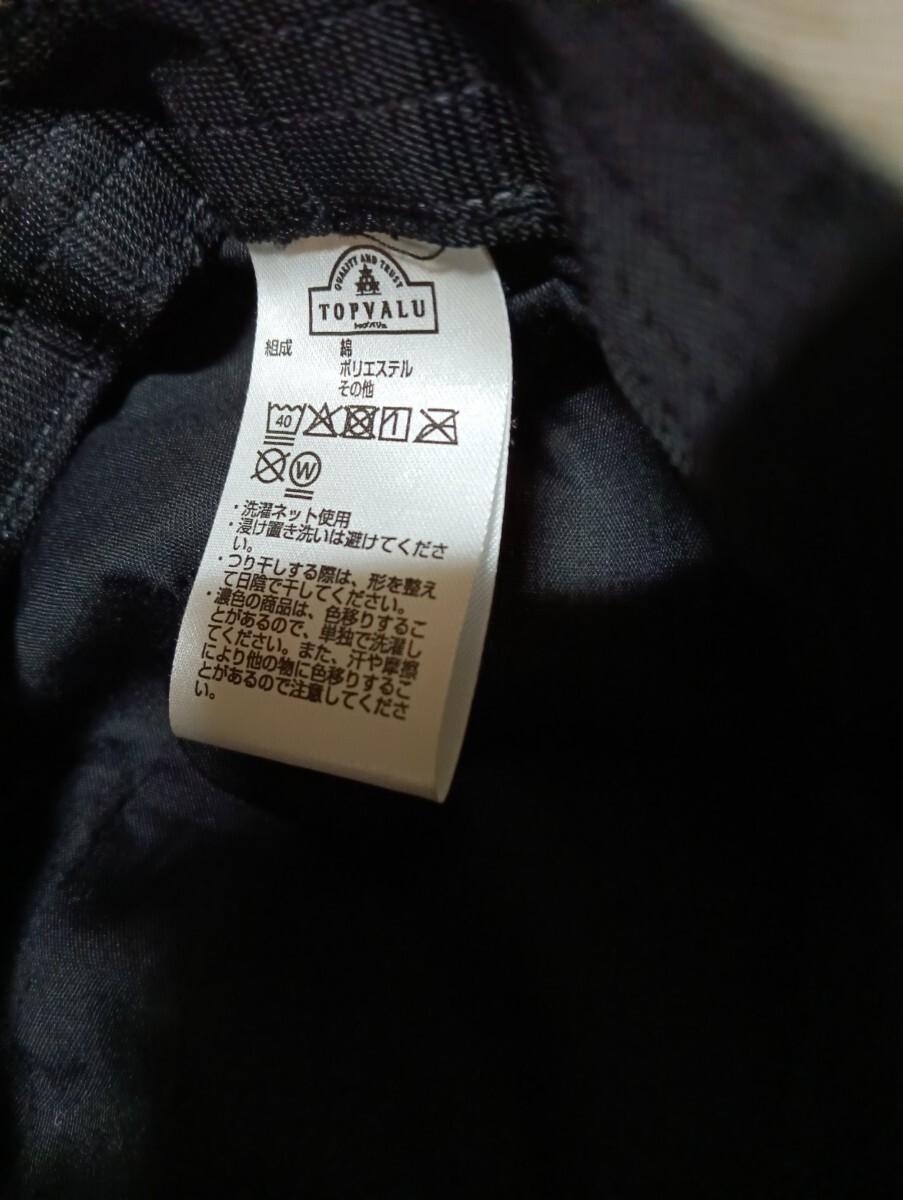 QUALITY AND TRUST
TOPVALU
トップバリュ
組成 綿
ポリエステル
その他
40
W
・洗濯ネット使用
・浸け置き洗いは避けてくださ
い。
・つり干しする際は、形を整え
て日陰で干してください。
・濃色の商品は、色移りするこ
とがあるので、単独で洗濯し
てください。また、汗や摩擦
により他の物に色移りするこ
とがあるので注意してくださ
い。